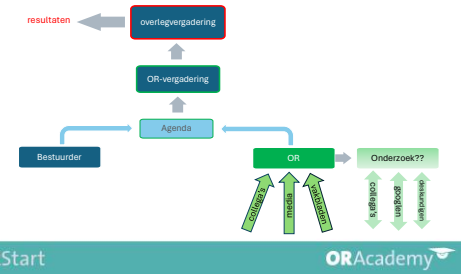 resultaten
overlegvergadering
OR-vergadering
Agenda
Bestuurder
OR
Onderzoek??
collega's
media
vakbladen
collega's
googlen
deskundigen
Start
ORAcademy